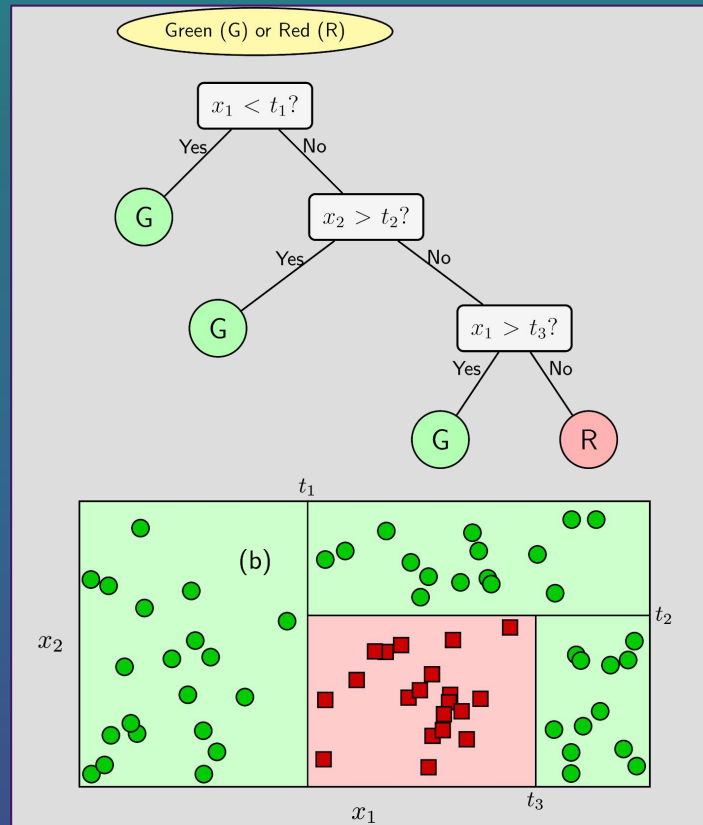 Green (G) or Red (R)
x₁ < t₁?
Yes
No
G
x₂ > t₂?
Yes
No
G
x₁ > t₃?
Yes
No
G
R
t₁
(b)
t₂
x₂
t₃
x₁